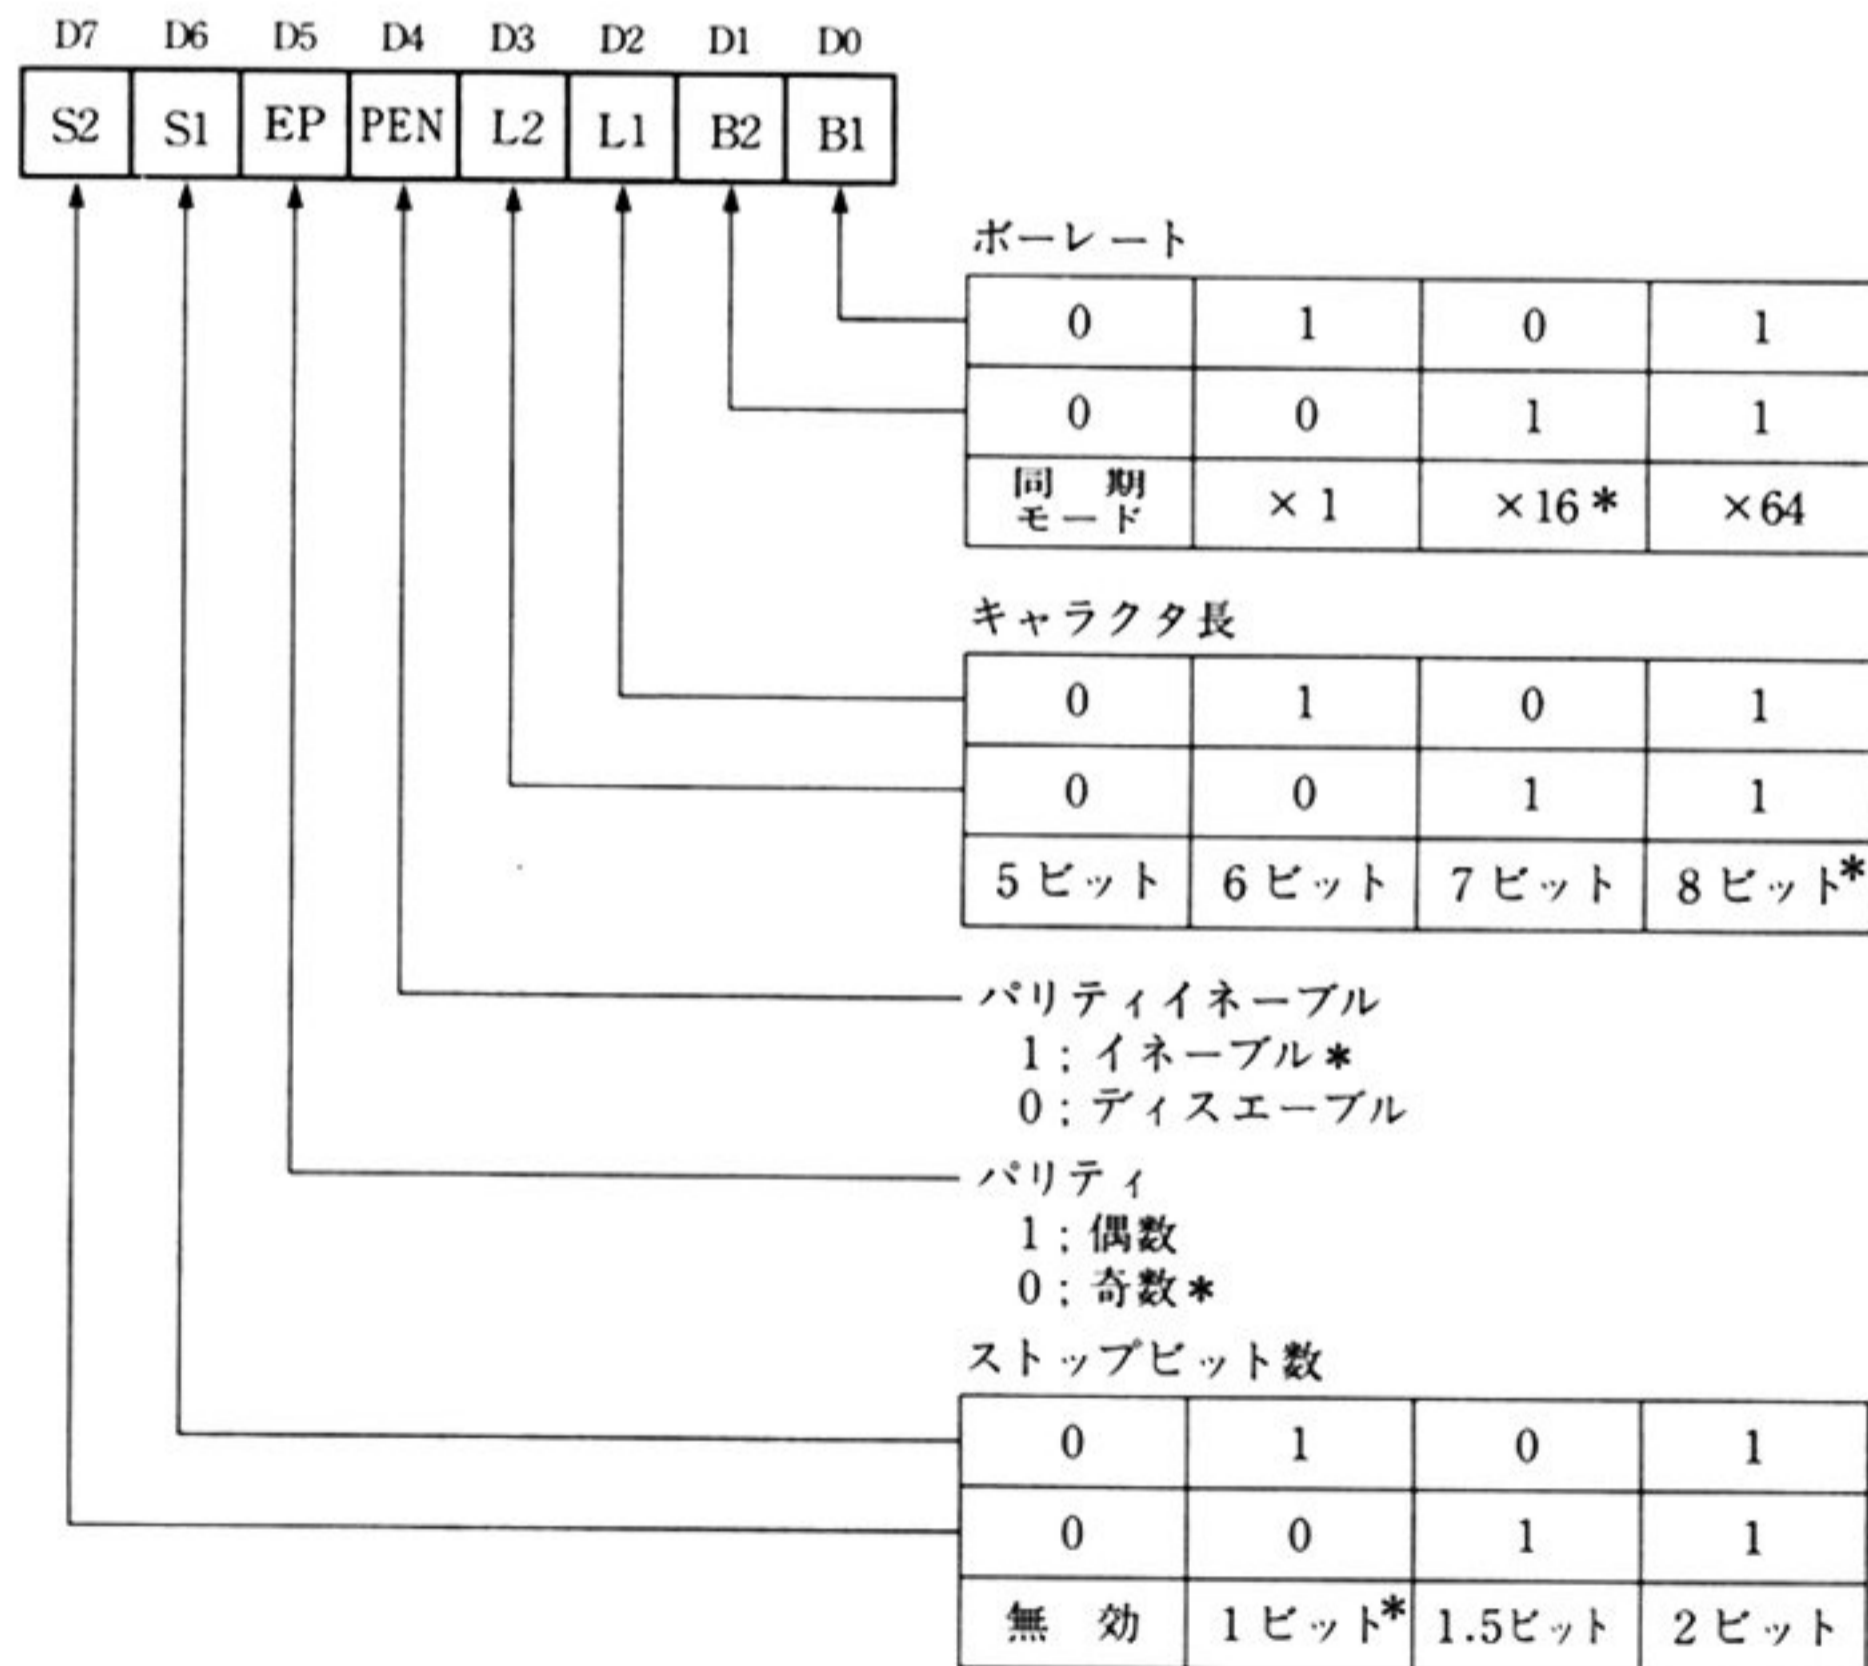 D7 D6 D5 D4 D3 D2 D1 D0
S2 S1 EP PEN L2 L1 B2 B1
ボーレート
0 1 0 1
0 0 1 1
同期モード ×1 ×16* ×64
キャラクタ長
0 1 0 1
0 0 1 1
5ビット 6ビット 7ビット 8ビット*
パリティイネーブル
1;イネーブル*
0;ディスエーブル
パリティ
1;偶数
0;奇数*
ストップビット数
0 1 0 1
0 0 1 1
無効 1ビット* 1.5ビット 2ビット